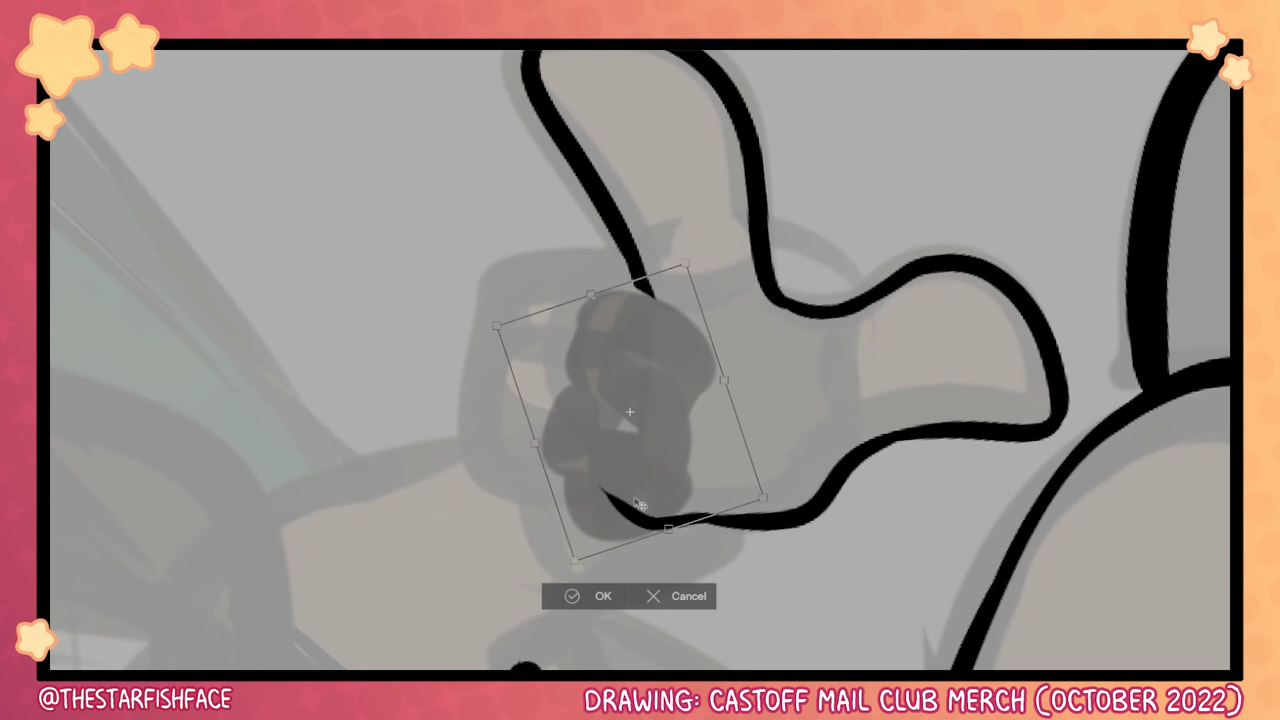 OK Cancel
@THESTARFISHFACE
DRAWING: CASTOFF MAIL CLUB MERCH (OCTOBER 2022)